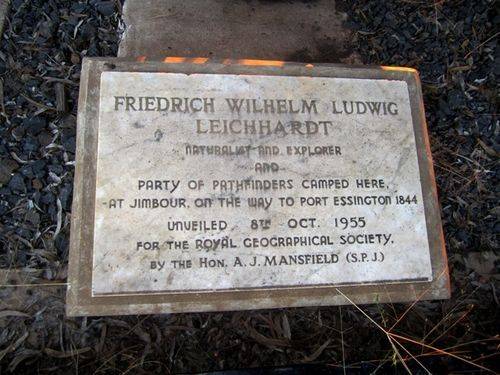 FRIEDRICH WILHELM LUDWIG
LEICHHARDT
NATURALIST AND EXPLORER
AND
PARTY OF PATHFINDERS CAMPED HERE,
AT JIMBOUR, ON THE WAY TO PORT ESSINGTON 1844
UNVEILED 8TH OCT. 1955
FOR THE ROYAL GEOGRAPHICAL SOCIETY.
BY THE HON. A.J. MANSFIELD (S.P.J.)